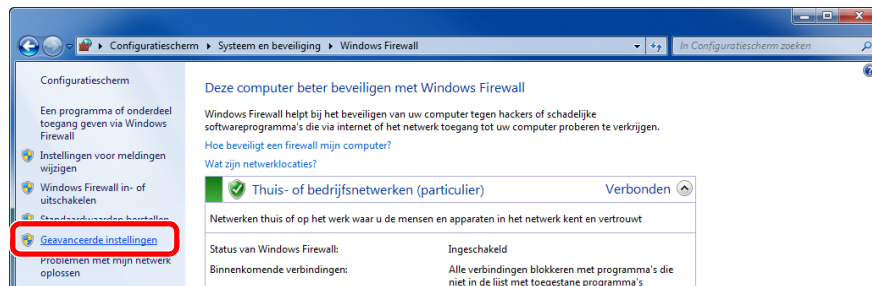 Configuratiescherm ▸ Systeem en beveiliging ▸ Windows Firewall
In Configuratiescherm zoeken
Configuratiescherm
Een programma of onderdeel
toegang geven via Windows
Firewall
Instellingen voor meldingen
wijzigen
Windows Firewall in- of
uitschakelen
Standaardwaarden herstellen
Geavanceerde instellingen
Problemen met mijn netwerk
oplossen
Deze computer beter beveiligen met Windows Firewall
Windows Firewall helpt bij het beveiligen van uw computer tegen hackers of schadelijke
softwareprogramma's die via internet of het netwerk toegang tot uw computer proberen te verkrijgen.
Hoe beveiligt een firewall mijn computer?
Wat zijn netwerklocaties?
Thuis- of bedrijfsnetwerken (particulier) Verbonden
Netwerken thuis of op het werk waar u de mensen en apparaten in het netwerk kent en vertrouwt
Status van Windows Firewall: Ingeschakeld
Binnenkomende verbindingen: Alle verbindingen blokkeren met programma's die
niet in de lijst met toegestane programma's